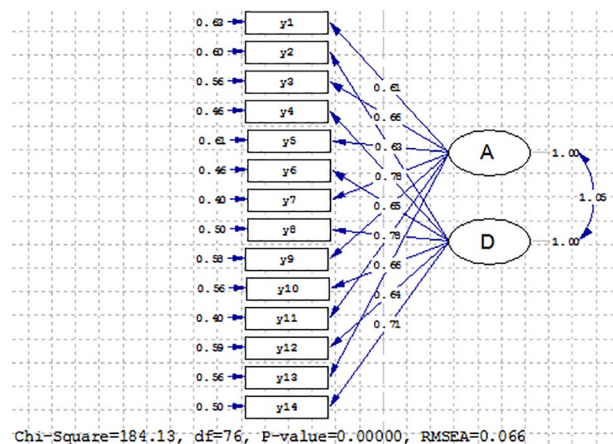 0.63 y1
0.60 y2
0.56 y3
0.46 y4
0.61 y5
0.46 y6
0.40 y7
0.50 y8
0.58 y9
0.56 y10
0.40 y11
0.59 y12
0.56 y13
0.50 y14
0.61
0.66
0.63
0.78
0.65
0.78
0.66
0.64
0.71
A 1.00
1.05
D 1.00
Chi-Square=184.13, df=76, P-value=0.00000, RMSEA=0.066